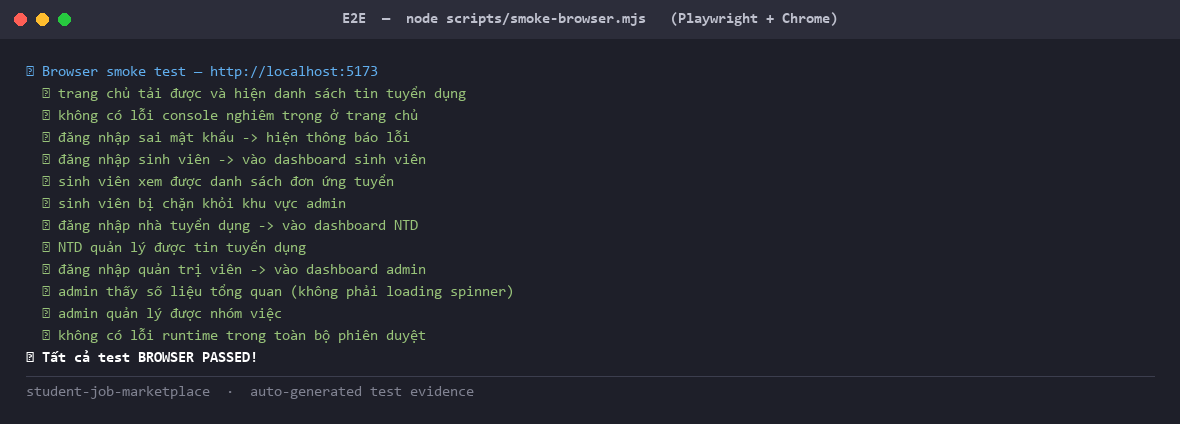 E2E — node scripts/smoke-browser.mjs (Playwright + Chrome)
Browser smoke test — http://localhost:5173
trang chủ tải được và hiện danh sách tin tuyển dụng
không có lỗi console nghiêm trọng ở trang chủ
đăng nhập sai mật khẩu -> hiện thông báo lỗi
đăng nhập sinh viên -> vào dashboard sinh viên
sinh viên xem được danh sách đơn ứng tuyển
sinh viên bị chặn khỏi khu vực admin
đăng nhập nhà tuyển dụng -> vào dashboard NTD
NTD quản lý được tin tuyển dụng
đăng nhập quản trị viên -> vào dashboard admin
admin thấy số liệu tổng quan (không phải loading spinner)
admin quản lý được nhóm việc
không có lỗi runtime trong toàn bộ phiên duyệt
Tất cả test BROWSER PASSED!
student-job-marketplace · auto-generated test evidence